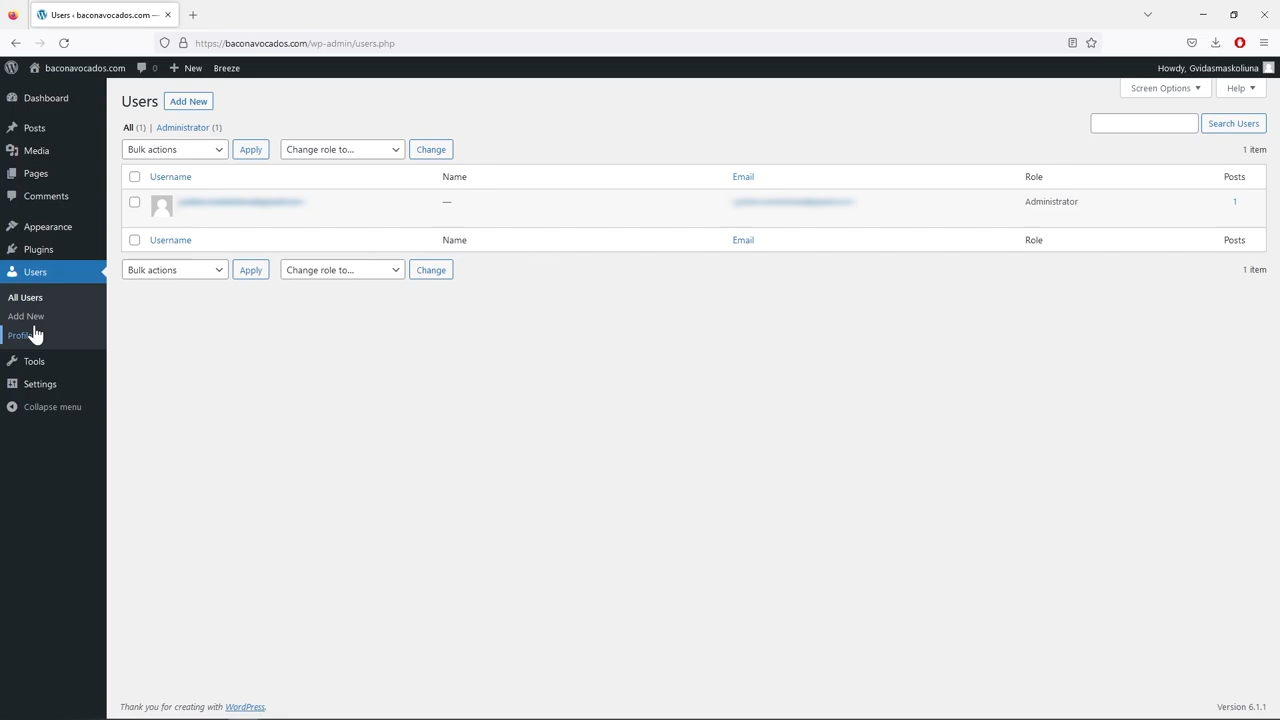 Users ‹ baconavocados.com —
https://baconavocados.com/wp-admin/users.php
baconavocados.com 0 New Breeze Howdy, Gvidasmaskoliuna
Dashboard
Posts
Media
Pages
Comments
Appearance
Plugins
Users
All Users
Add New
Profile
Tools
Settings
Collapse menu
Screen Options Help
Users Add New
All (1) | Administrator (1)
Search Users
Bulk actions Apply Change role to... Change 1 item
Username Name Email Role Posts
— Administrator 1
Username Name Email Role Posts
Bulk actions Apply Change role to... Change 1 item
Thank you for creating with WordPress. Version 6.1.1